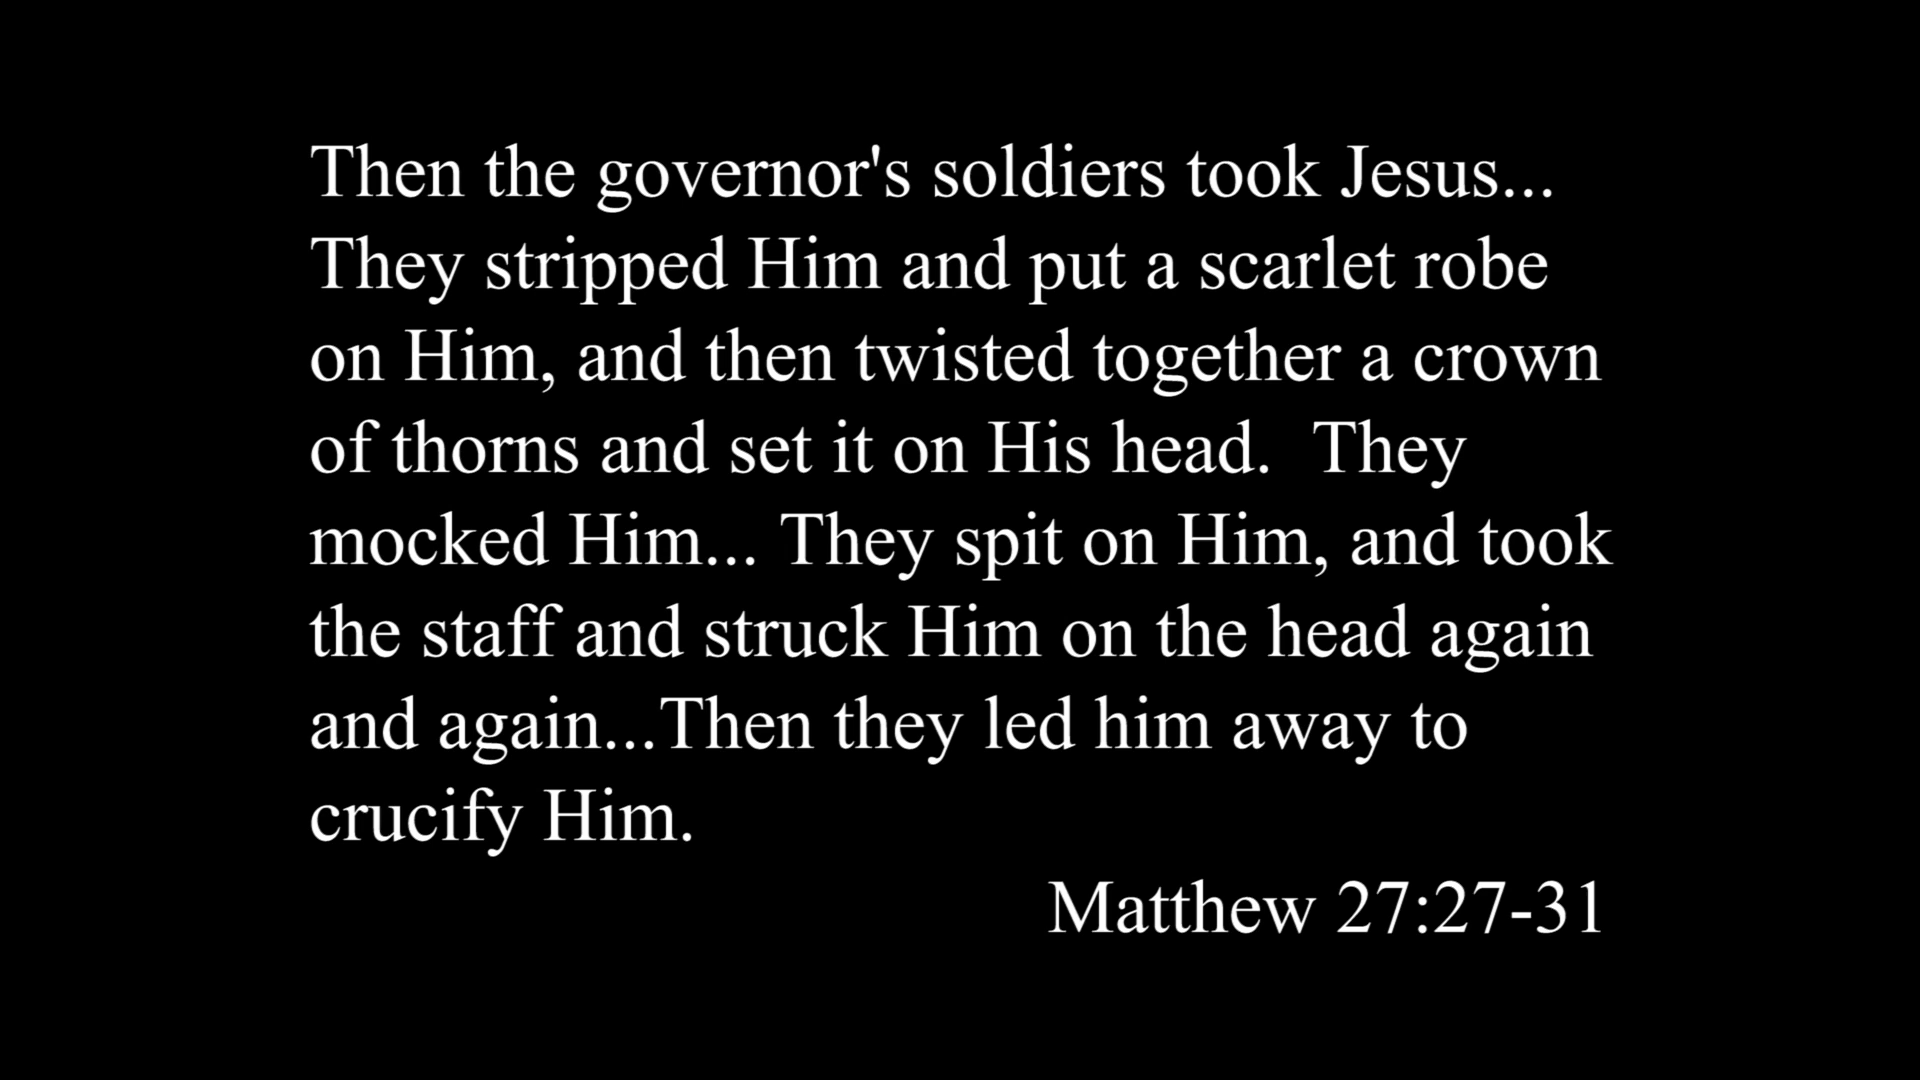 Then the governor's soldiers took Jesus...
They stripped Him and put a scarlet robe
on Him, and then twisted together a crown
of thorns and set it on His head.  They
mocked Him... They spit on Him, and took
the staff and struck Him on the head again
and again...Then they led him away to
crucify Him.
Matthew 27:27-31